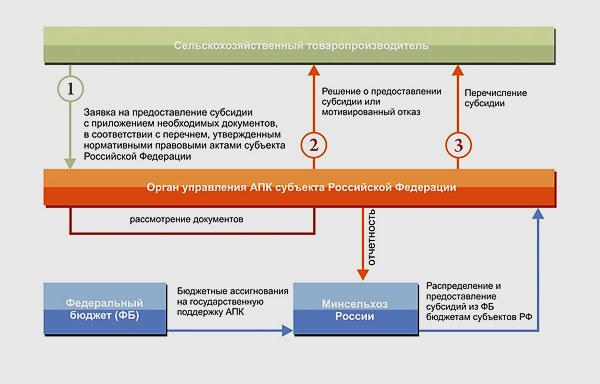 Сельскохозяйственный товаропроизводитель
1
Заявка на предоставление субсидии
с приложением необходимых документов,
в соответствии с перечнем, утвержденным
нормативными правовыми актами субъекта
Российской Федерации
2
Решение о предоставлении
субсидии или
мотивированный отказ
3
Перечисление
субсидии
Орган управления АПК субъекта Российской Федерации
рассмотрение документов
отчетность
Федеральный
бюджет (ФБ)
Бюджетные ассигнования
на государственную
поддержку АПК
Минсельхоз
России
Распределение и
предоставление
субсидий из ФБ
бюджетам субъектов РФ